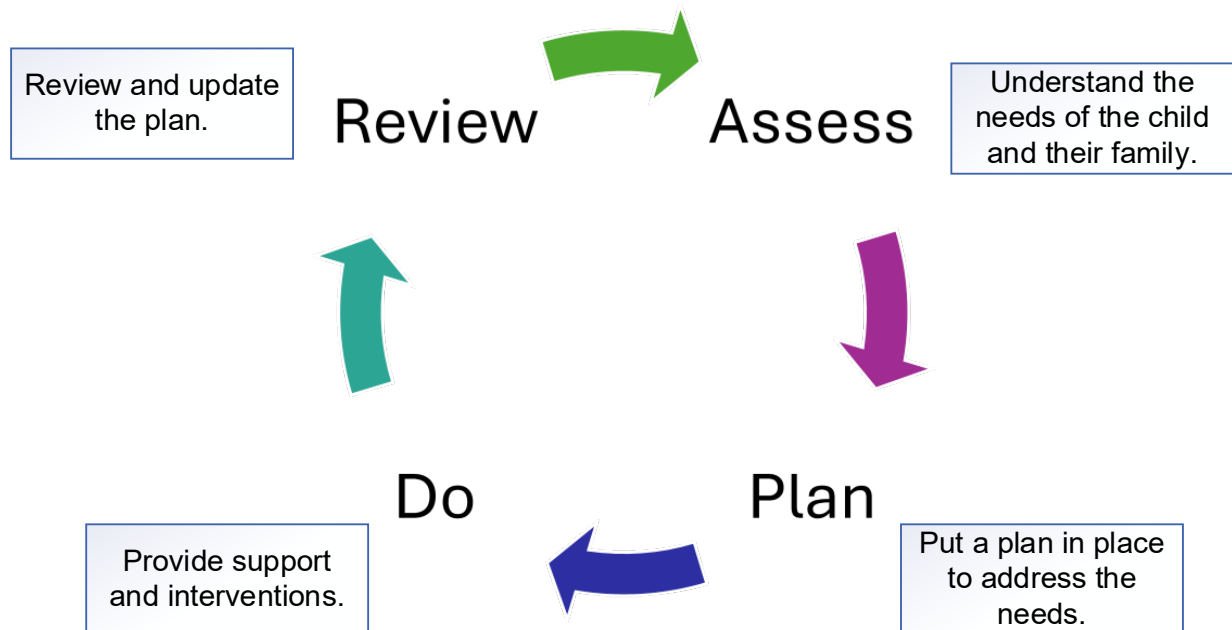 Review and update
the plan.
Review
Assess
Understand the
needs of the child
and their family.
Do
Plan
Provide support
and interventions.
Put a plan in place
to address the
needs.